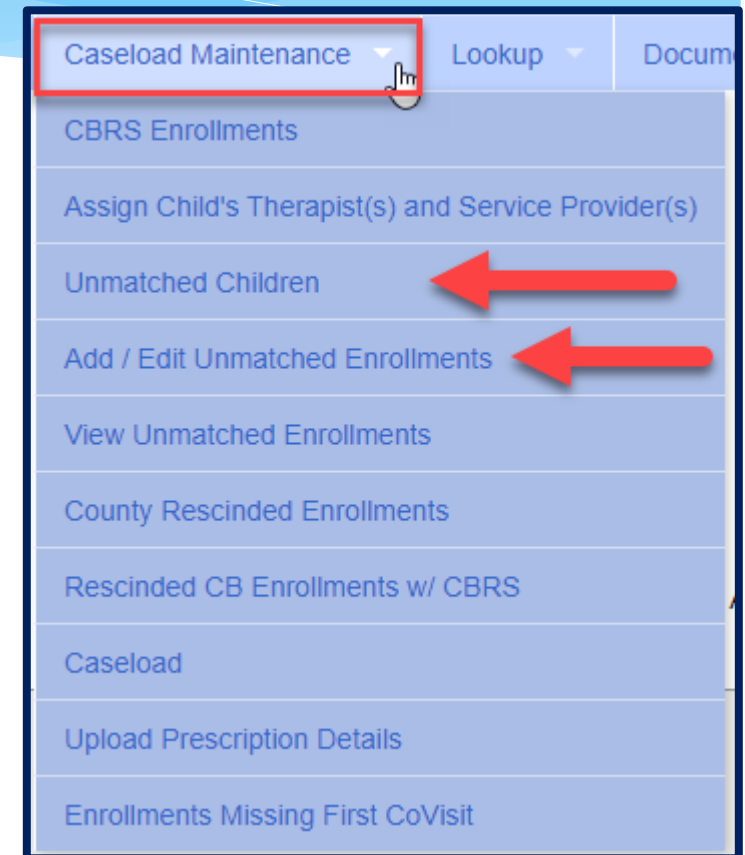 Caseload Maintenance Lookup
CBRS Enrollments
Assign Child's Therapist(s) and Service Provider(s)
Unmatched Children
Add / Edit Unmatched Enrollments
View Unmatched Enrollments
County Rescinded Enrollments
Rescinded CB Enrollments w/ CBRS
Caseload
Upload Prescription Details
Enrollments Missing First CoVisit